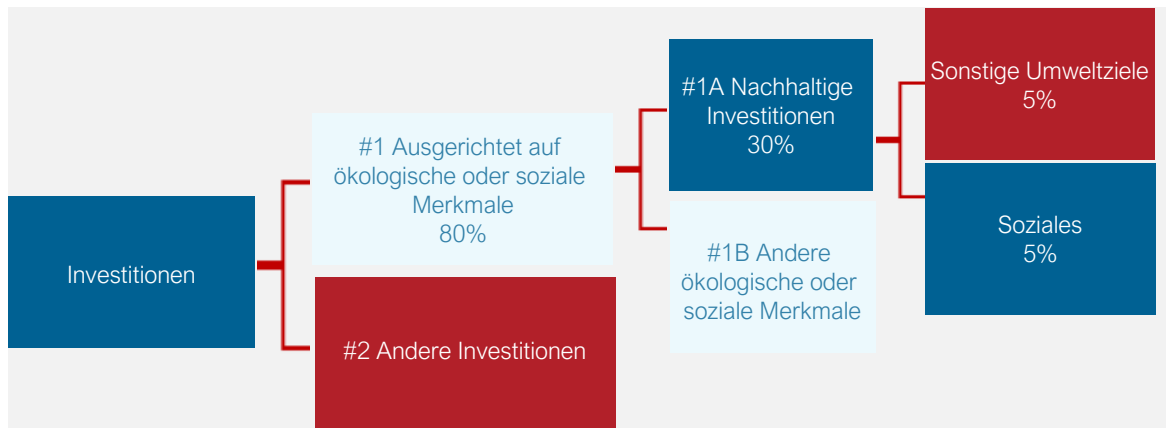 Investitionen
#1 Ausgerichtet auf
ökologische oder soziale
Merkmale
80%
#2 Andere Investitionen
#1A Nachhaltige
Investitionen
30%
#1B Andere
ökologische oder
soziale Merkmale
Sonstige Umweltziele
5%
Soziales
5%